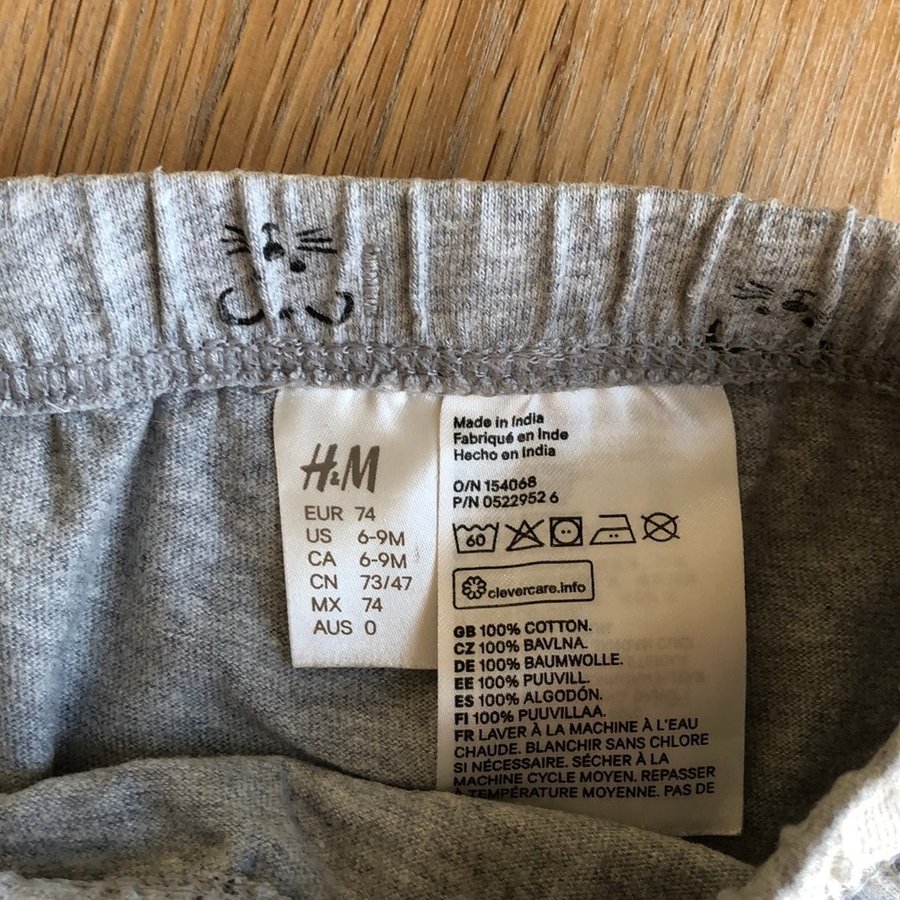 H&M
EUR 74
US 6-9M
CA 6-9M
CN 73/47
MX 74
AUS 0
Made in India
Fabriqué en Inde
Hecho en India
O/N 154068
P/N 0522952 6
60
clevercare.info
GB 100% COTTON.
CZ 100% BAVLNA.
DE 100% BAUMWOLLE.
EE 100% PUUVILL.
ES 100% ALGODÓN.
FI 100% PUUVILLAA.
FR LAVER À LA MACHINE À L'EAU
CHAUDE. BLANCHIR SANS CHLORE
SI NÉCESSAIRE. SÉCHER À LA
MACHINE CYCLE MOYEN. REPASSER
À TEMPÉRATURE MOYENNE. PAS DE